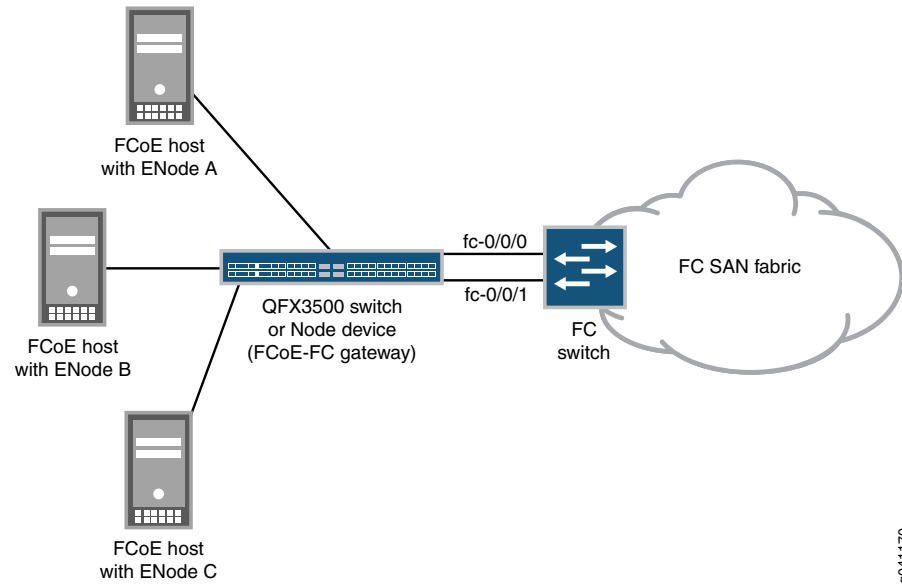 FCoE host
with ENode A
fc-0/0/0
FC SAN fabric
fc-0/0/1
QFX3500 switch
or Node device
(FCoE-FC gateway)
FC
switch
FCoE host
with ENode B
FCoE host
with ENode C